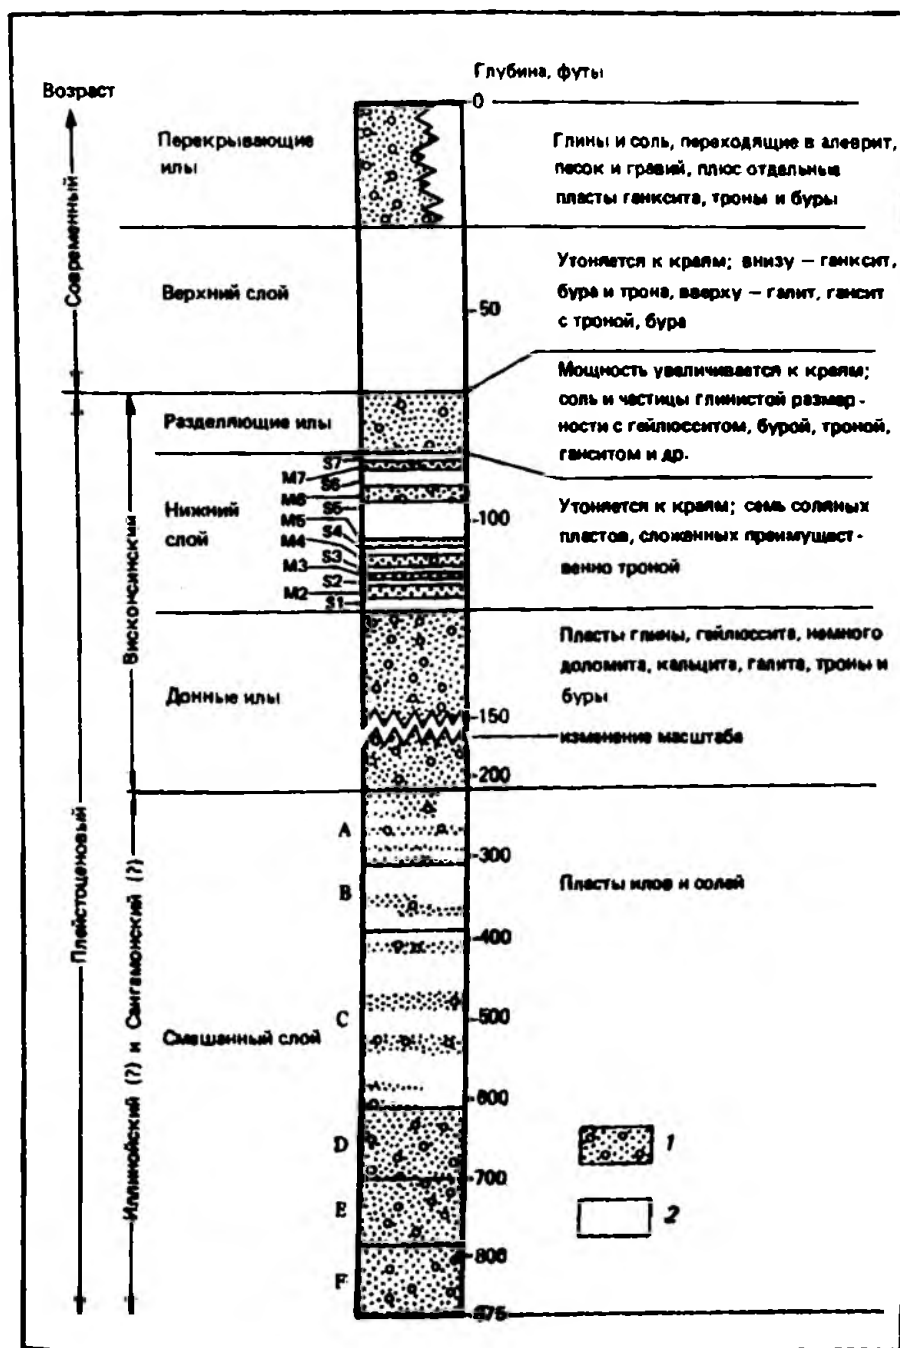 Глубина, футы
Возраст
0
Перекрывающие
илы
Глины и соль, переходящие в алеврит,
песок и гравий, плюс отдельные
пласты ганксита, троны и буры
Современный
Верхний слой
Утоняется к краям; внизу — ганксит,
бура и трона, вверху — галит, гансит
с троной, бура
-50
Разделяющие илы
Мощность увеличивается к краям;
соль и частицы глинистой размер-
ности с гейлюсситом, бурой, троной,
ганситом и др.
S7
M7
S6
M6
S5
M5
S4
M4
S3
M3
S2
M2
S1
Нижний
слой
-100
Утоняется к краям; семь соляных
пластов, сложенных преимущест-
венно троной
Висконсинский
Донные илы
Пласты глины, гейлюссита, немного
доломита, кальцита, галита, троны и
буры
-150
изменение масштаба
-200
A
-300
B
Пласты илов и солей
-400
Плейстоценовый
Иллинойский (?) и Сангамонский (?)
Смешанный слой
C
-500
-600
D
1
-700
E
2
-800
F
875